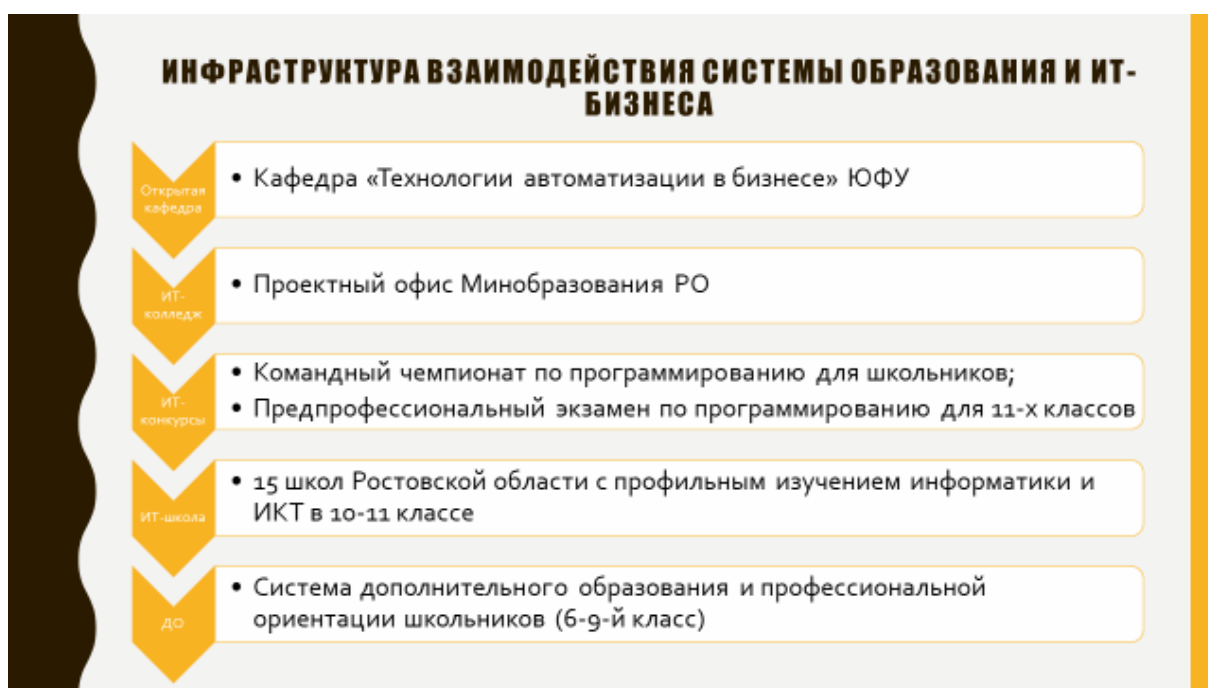 ИНФРАСТРУКТУРА ВЗАИМОДЕЙСТВИЯ СИСТЕМЫ ОБРАЗОВАНИЯ И ИТ-
БИЗНЕСА
Открытая
кафедра
• Кафедра «Технологии автоматизации в бизнесе» ЮФУ
ИТ-
колледж
• Проектный офис Минобразования РО
ИТ-
конкурсы
• Командный чемпионат по программированию для школьников;
• Предпрофессиональный экзамен по программированию для 11-х классов
ИТ-школа
• 15 школ Ростовской области с профильным изучением информатики и
ИКТ в 10-11 классе
ДО
• Система дополнительного образования и профессиональной
ориентации школьников (6-9-й класс)